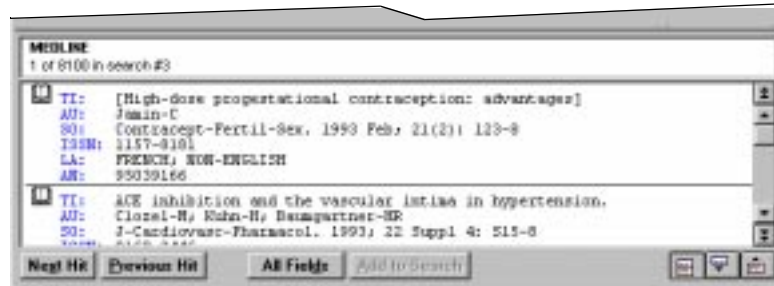 MEDLINE
1 of 8100 in search #3
TI: [High-dose progestational contraception: advantages]
AU: Jamin-C
SO: Contracept-Fertil-Sex. 1993 Feb; 21(2): 123-8
ISSN: 1157-8181
LA: FRENCH; NON-ENGLISH
AN: 95039166
TI: ACE inhibition and the vascular intima in hypertension.
AU: Clozel-M; Kuhn-H; Baumgartner-HR
SO: J-Cardiovasc-Pharmacol. 1993; 22 Suppl 4: S15-8
Next Hit Previous Hit All Fields Add to Search